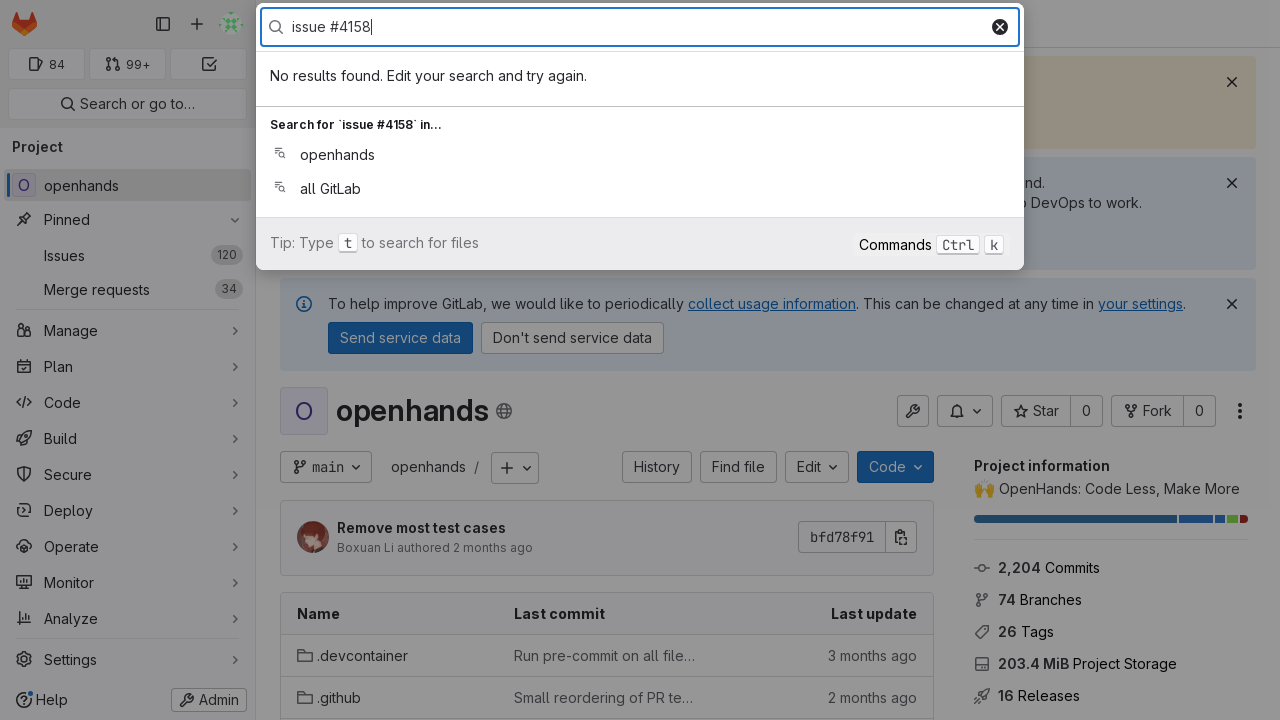 issue #4158
No results found. Edit your search and try again.
Search for `issue #4158` in...
openhands
all GitLab
Tip: Type t to search for files
Commands Ctrl k
84
99+
Search or go to…
Project
O openhands
Pinned
Issues 120
Merge requests 34
Manage
Plan
Code
Build
Secure
Deploy
Operate
Monitor
Analyze
Settings
Help
Admin
nd.
o DevOps to work.
To help improve GitLab, we would like to periodically collect usage information. This can be changed at any time in your settings.
Send service data
Don't send service data
O openhands
Star 0
Fork 0
main
openhands /
History
Find file
Edit
Code
Remove most test cases
Boxuan Li authored 2 months ago
bfd78f91
Name Last commit Last update
.devcontainer Run pre-commit on all file… 3 months ago
.github Small reordering of PR te… 2 months ago
Project information
🙌 OpenHands: Code Less, Make More
2,204 Commits
74 Branches
26 Tags
203.4 MiB Project Storage
16 Releases